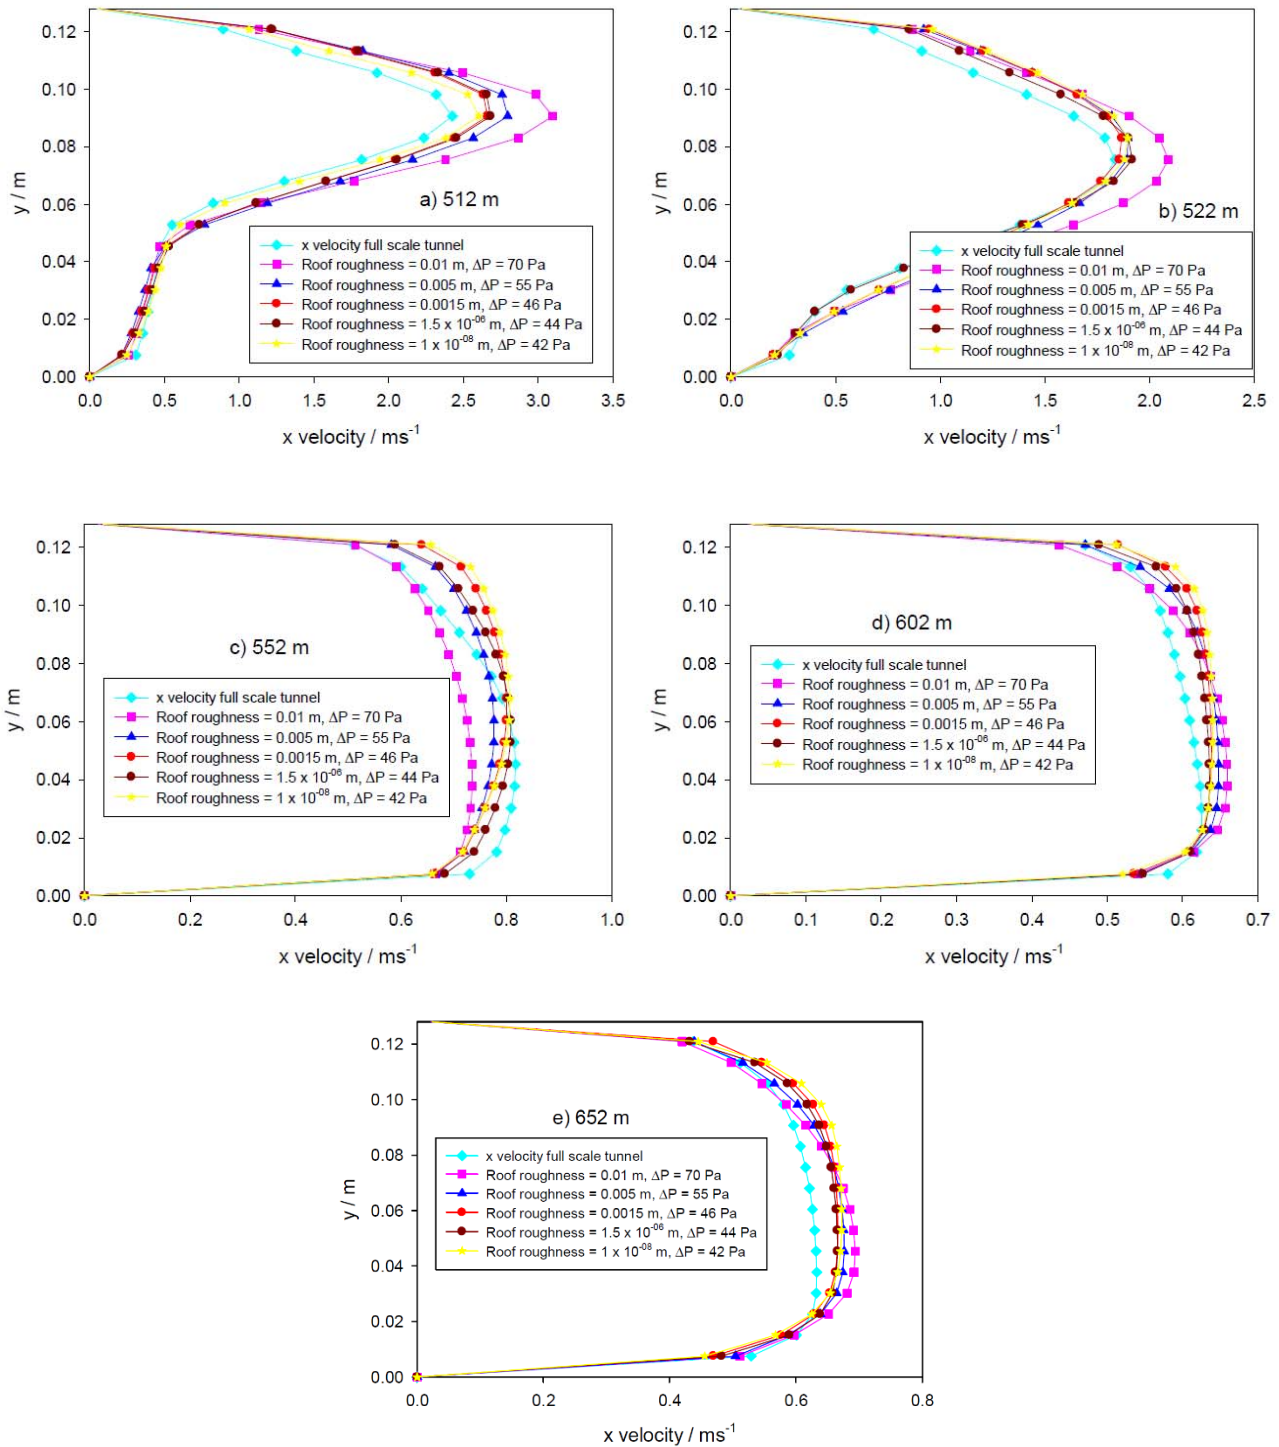 0.12
0.10
0.08
0.06
0.04
0.02
0.00
y / m
a) 512 m
x velocity full scale tunnel
Roof roughness = 0.01 m, ΔP = 70 Pa
Roof roughness = 0.005 m, ΔP = 55 Pa
Roof roughness = 0.0015 m, ΔP = 46 Pa
Roof roughness = 1.5 x 10⁻⁰⁶ m, ΔP = 44 Pa
Roof roughness = 1 x 10⁻⁰⁸ m, ΔP = 42 Pa
0.0 0.5 1.0 1.5 2.0 2.5 3.0 3.5
x velocity / ms⁻¹
0.12
0.10
0.08
0.06
0.04
0.02
0.00
y / m
b) 522 m
x velocity full scale tunnel
Roof roughness = 0.01 m, ΔP = 70 Pa
Roof roughness = 0.005 m, ΔP = 55 Pa
Roof roughness = 0.0015 m, ΔP = 46 Pa
Roof roughness = 1.5 x 10⁻⁰⁶ m, ΔP = 44 Pa
Roof roughness = 1 x 10⁻⁰⁸ m, ΔP = 42 Pa
0.0 0.5 1.0 1.5 2.0 2.5
x velocity / ms⁻¹
0.12
0.10
0.08
0.06
0.04
0.02
0.00
y / m
c) 552 m
x velocity full scale tunnel
Roof roughness = 0.01 m, ΔP = 70 Pa
Roof roughness = 0.005 m, ΔP = 55 Pa
Roof roughness = 0.0015 m, ΔP = 46 Pa
Roof roughness = 1.5 x 10⁻⁰⁶ m, ΔP = 44 Pa
Roof roughness = 1 x 10⁻⁰⁸ m, ΔP = 42 Pa
0.0 0.2 0.4 0.6 0.8 1.0
x velocity / ms⁻¹
0.12
0.10
0.08
0.06
0.04
0.02
0.00
y / m
d) 602 m
x velocity full scale tunnel
Roof roughness = 0.01 m, ΔP = 70 Pa
Roof roughness = 0.005 m, ΔP = 55 Pa
Roof roughness = 0.0015 m, ΔP = 46 Pa
Roof roughness = 1.5 x 10⁻⁰⁶ m, ΔP = 44 Pa
Roof roughness = 1 x 10⁻⁰⁸ m, ΔP = 42 Pa
0.0 0.1 0.2 0.3 0.4 0.5 0.6 0.7
x velocity / ms⁻¹
0.12
0.10
0.08
0.06
0.04
0.02
0.00
y / m
e) 652 m
x velocity full scale tunnel
Roof roughness = 0.01 m, ΔP = 70 Pa
Roof roughness = 0.005 m, ΔP = 55 Pa
Roof roughness = 0.0015 m, ΔP = 46 Pa
Roof roughness = 1.5 x 10⁻⁰⁶ m, ΔP = 44 Pa
Roof roughness = 1 x 10⁻⁰⁸ m, ΔP = 42 Pa
0.0 0.2 0.4 0.6 0.8
x velocity / ms⁻¹